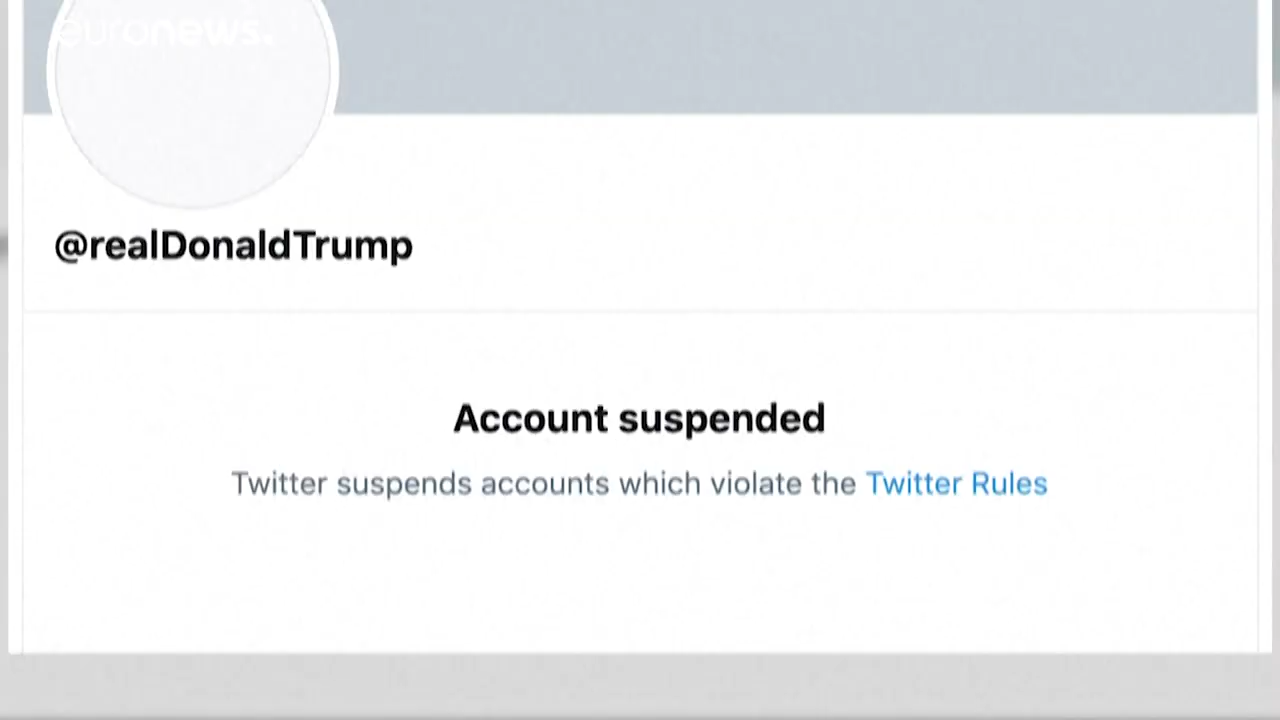 euronews.
@realDonaldTrump
Account suspended
Twitter suspends accounts which violate the Twitter Rules